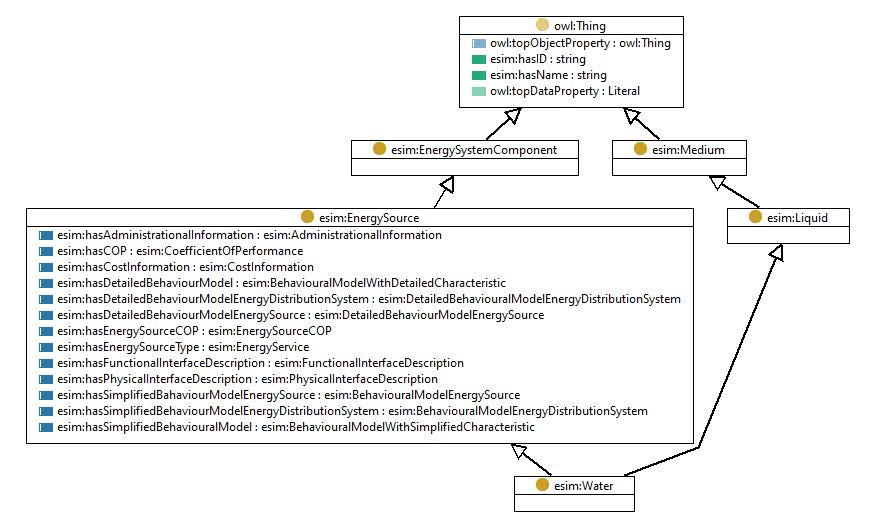 owl:Thing
owl:topObjectProperty : owl:Thing
esim:hasID : string
esim:hasName : string
owl:topDataProperty : Literal
esim:EnergySystemComponent
esim:Medium
esim:EnergySource
esim:Liquid
esim:hasAdministrationalInformation : esim:AdministrationalInformation
esim:hasCOP : esim:CoefficientOfPerformance
esim:hasCostInformation : esim:CostInformation
esim:hasDetailedBehaviourModel : esim:BehaviouralModelWithDetailedCharacteristic
esim:hasDetailedBehaviourModelEnergyDistributionSystem : esim:DetailedBehaviouralModelEnergyDistributionSystem
esim:hasDetailedBehaviourModelEnergySource : esim:DetailedBehaviourModelEnergySource
esim:hasEnergySourceCOP : esim:EnergySourceCOP
esim:hasEnergySourceType : esim:EnergyService
esim:hasFunctionalInterfaceDescription : esim:FunctionalInterfaceDescription
esim:hasPhysicalInterfaceDescription : esim:PhysicalInterfaceDescription
esim:hasSimplifiedBahaviourModelEnergySource : esim:BehaviouralModelEnergySource
esim:hasSimplifiedBehaviourModelEnergyDistributionSystem : esim:BehaviouralModelEnergyDistributionSystem
esim:hasSimplifiedBehaviouralModel : esim:BehaviouralModelWithSimplifiedCharacteristic
esim:Water